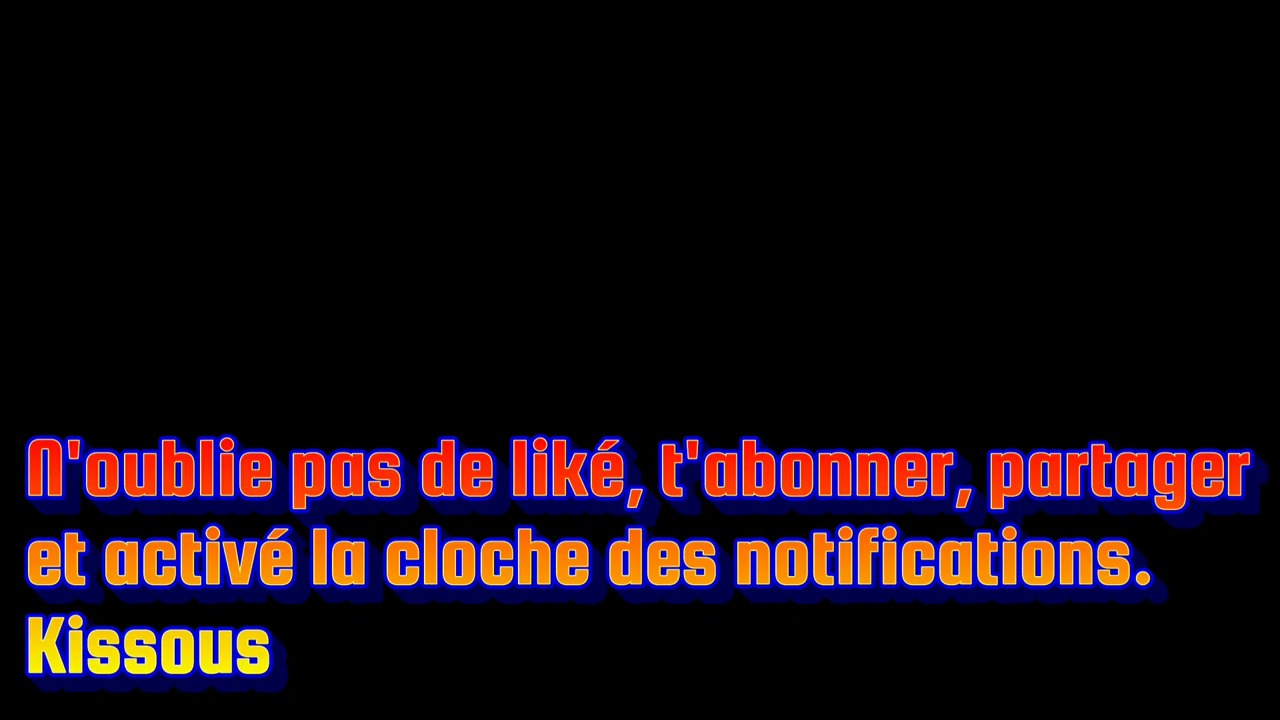 N'oublie pas de liké, t'abonner, partager
et activé la cloche des notifications.
Kissous